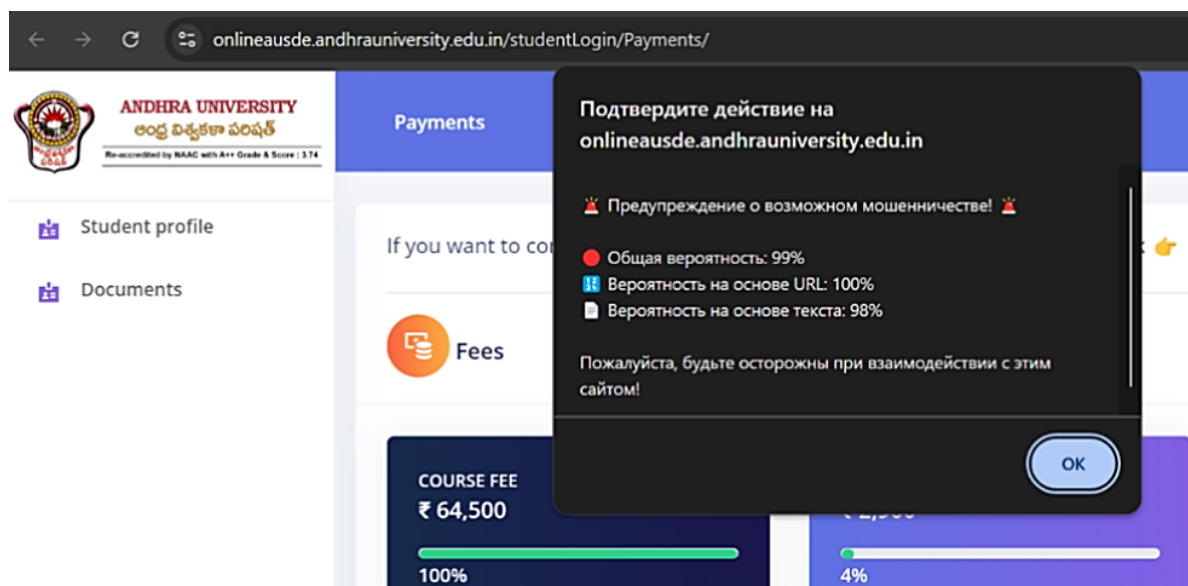 onlineausde.andhrauniversity.edu.in/studentLogin/Payments/
ANDHRA UNIVERSITY
ఆంధ్ర విశ్వకళా పరిషత్
Re-accredited by NAAC with A++ Grade & Score : 3.74
Student profile
Documents
Payments
If you want to
Fees
COURSE FEE
₹ 64,500
100%
4%
Подтвердите действие на
onlineausde.andhrauniversity.edu.in
🚨 Предупреждение о возможном мошенничестве! 🚨
🔴 Общая вероятность: 99%
🔢 Вероятность на основе URL: 100%
📄 Вероятность на основе текста: 98%
Пожалуйста, будьте осторожны при взаимодействии с этим
сайтом!
ОК